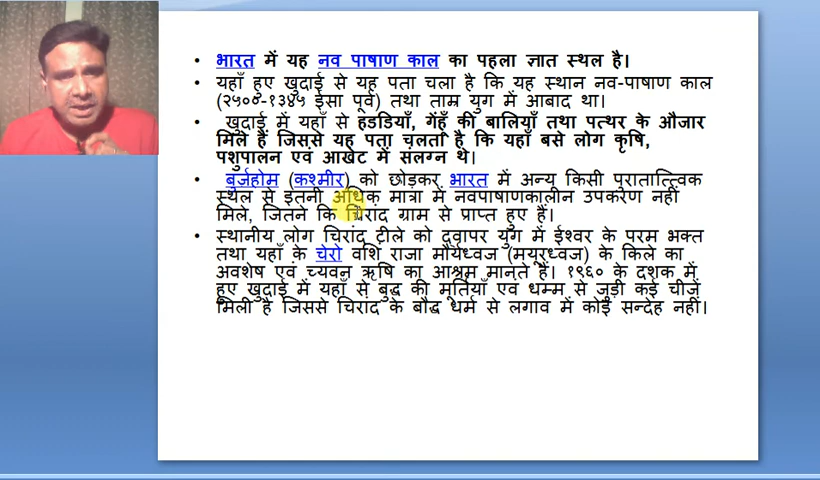 • भारत में यह नव पाषाण काल का पहला ज्ञात स्थल है।
• यहाँ हुए खुदाई से यह पता चला है कि यह स्थान नव-पाषाण काल
(२५००-१३४५ ईसा पूर्व) तथा ताम्र युग में आबाद था।
• खुदाई में यहाँ से हडडियाँ, गेंहूँ की बालियाँ तथा पत्थर के औजार
मिले हैं जिससे यह पता चलता है कि यहाँ बसे लोग कृषि,
पशुपालन एवं आखेट में संलग्न थे।
• बुर्जहोम (कश्मीर) को छोड़कर भारत में अन्य किसी पुरातात्त्विक
स्थल से इतनी अधिक मात्रा में नवपाषाणकालीन उपकरण नहीं
मिले, जितने कि चिरांद ग्राम से प्राप्त हुए हैं।
• स्थानीय लोग चिरांद टीले को द्वापर युग में ईश्वर के परम भक्त
तथा यहाँ के चेरो वशि राजा मौर्यध्वज (मयूरध्वज) के किले का
अवशेष एवं च्यवन ऋषि का आश्रम मानते हैं। १९६० के दशक में
हुए खुदाई में यहाँ से बुद्ध की मूर्तियाँ एवं धम्म से जुड़ी कई चीजें
मिली हैं जिससे चिरांद के बौद्ध धर्म से लगाव में कोई सन्देह नहीं।